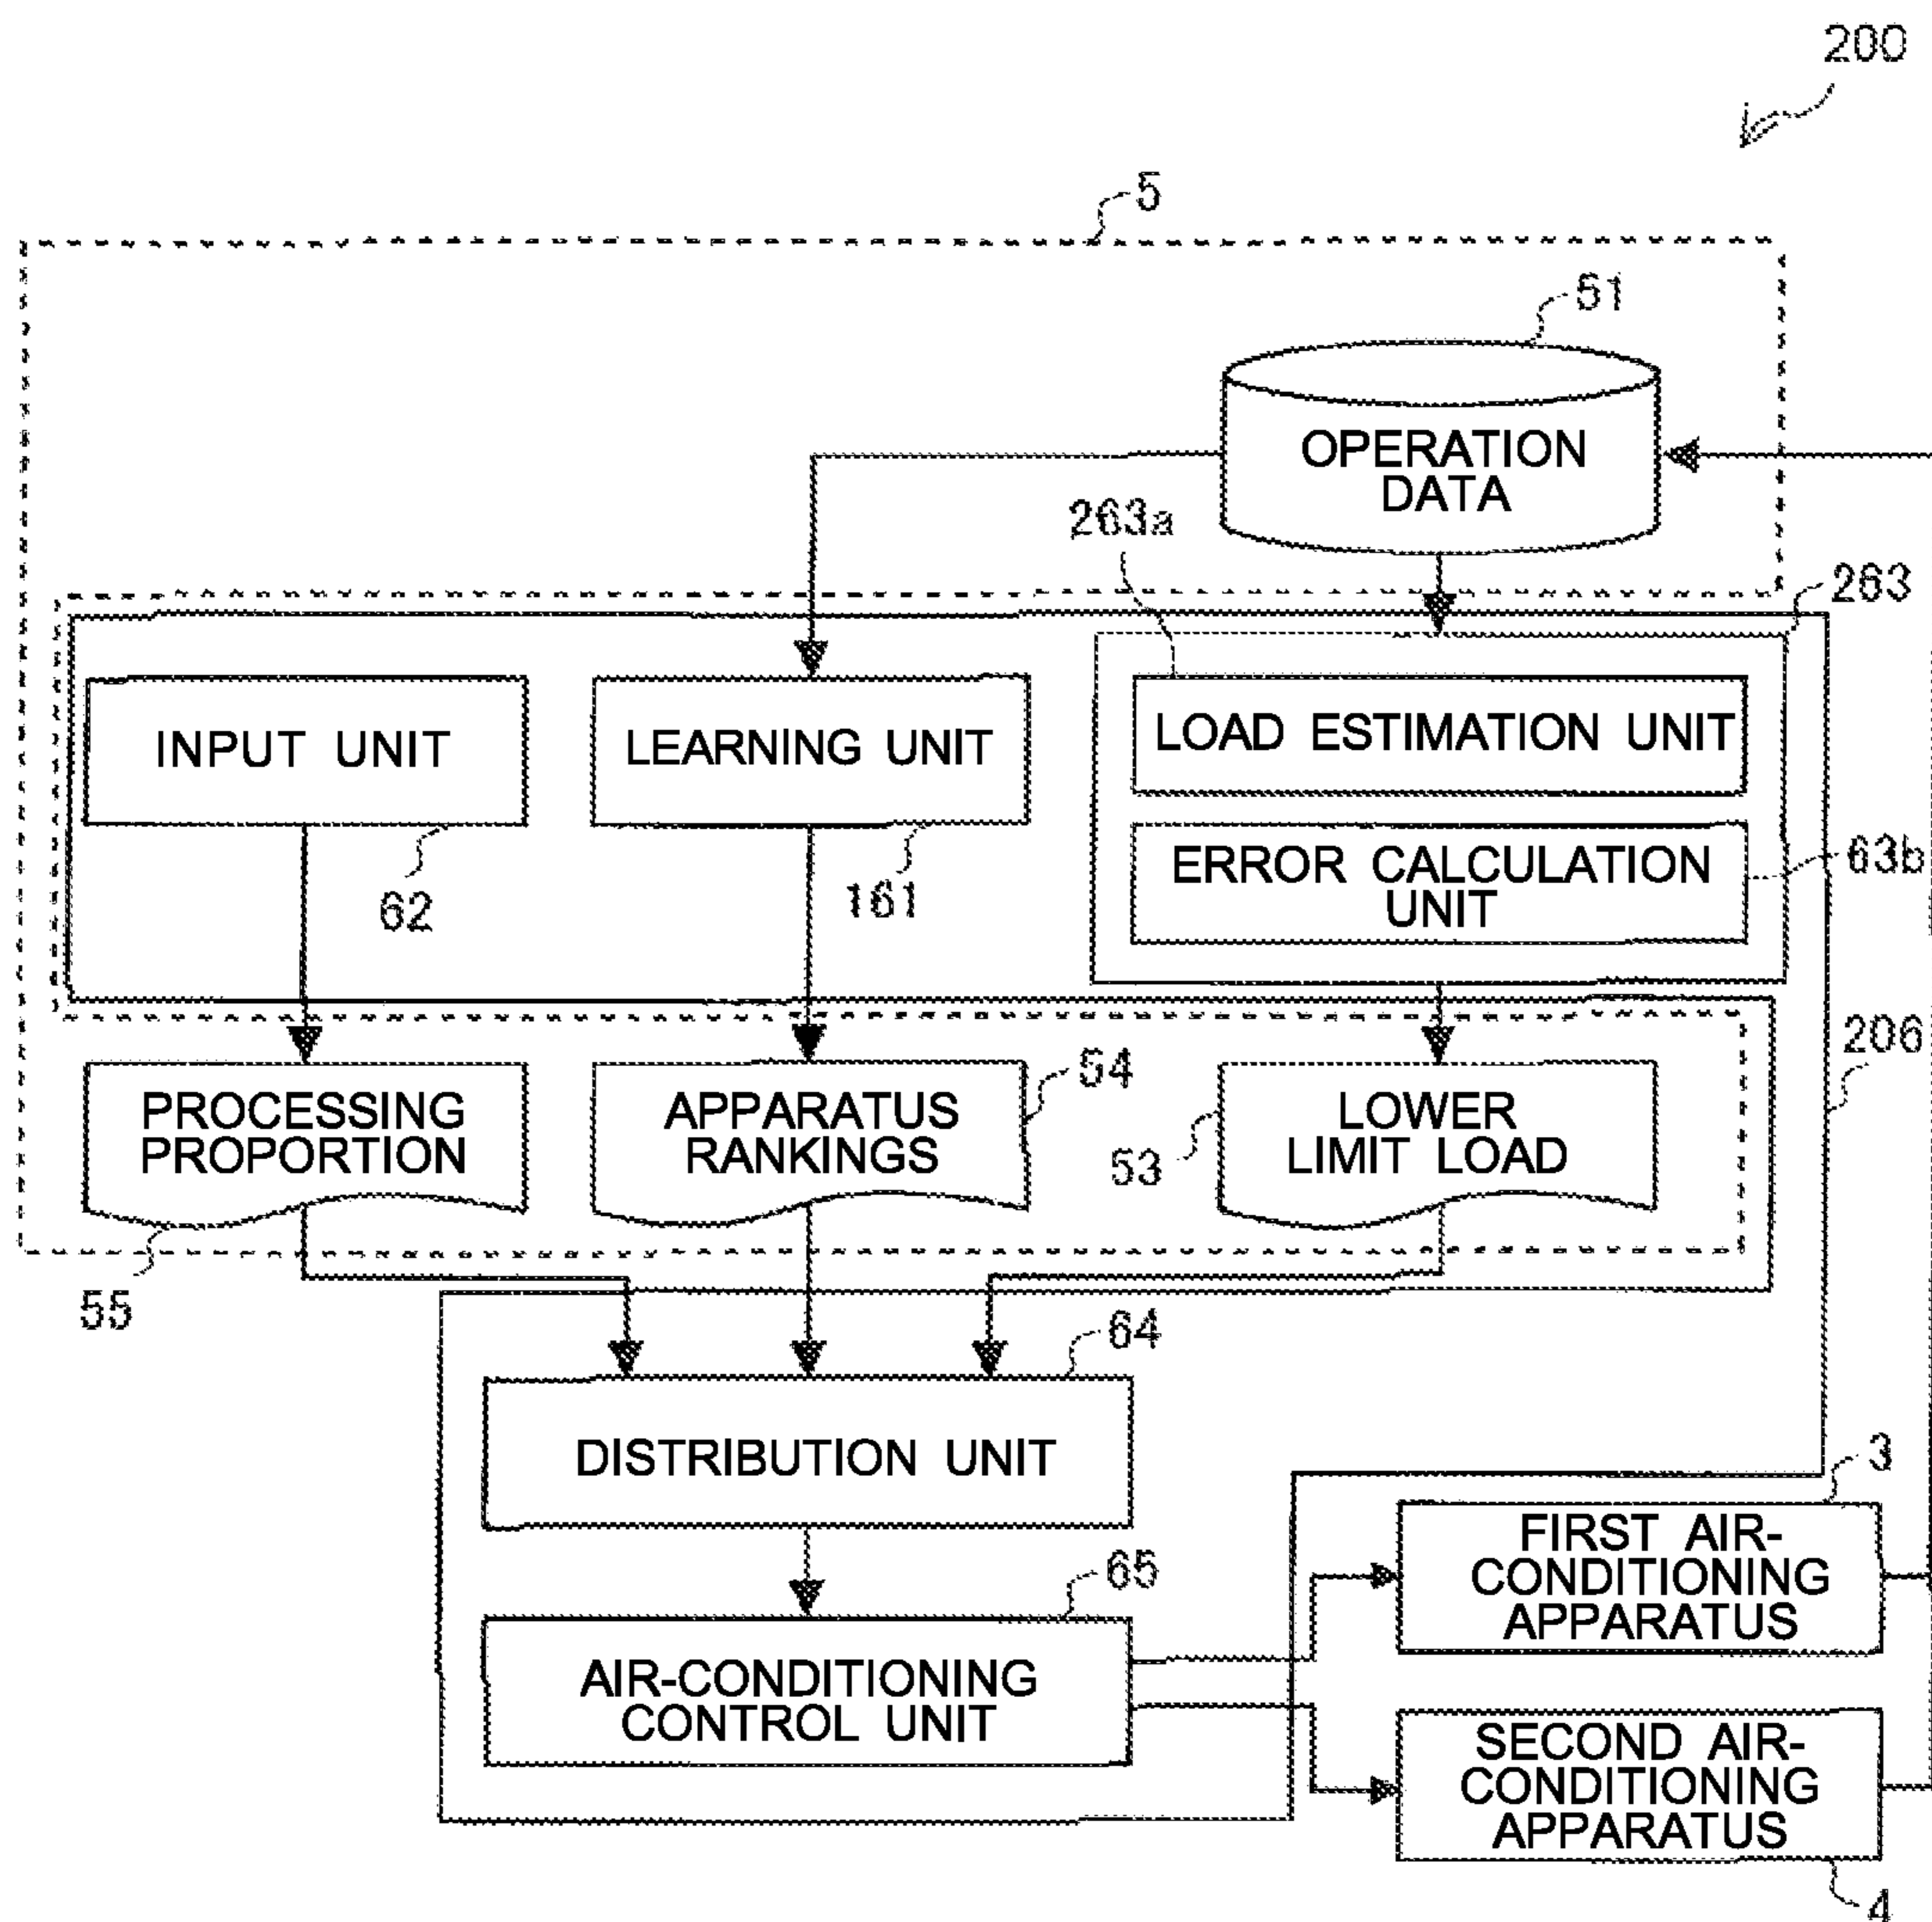 200
5
51
OPERATION
DATA
263a
263
INPUT UNIT
LEARNING UNIT
LOAD ESTIMATION UNIT
ERROR CALCULATION
UNIT
63b
62
161
206
PROCESSING
PROPORTION
APPARATUS
RANKINGS
54
53
LOWER
LIMIT LOAD
55
64
DISTRIBUTION UNIT
3
FIRST AIR-
CONDITIONING
APPARATUS
65
AIR-CONDITIONING
CONTROL UNIT
SECOND AIR-
CONDITIONING
APPARATUS
4